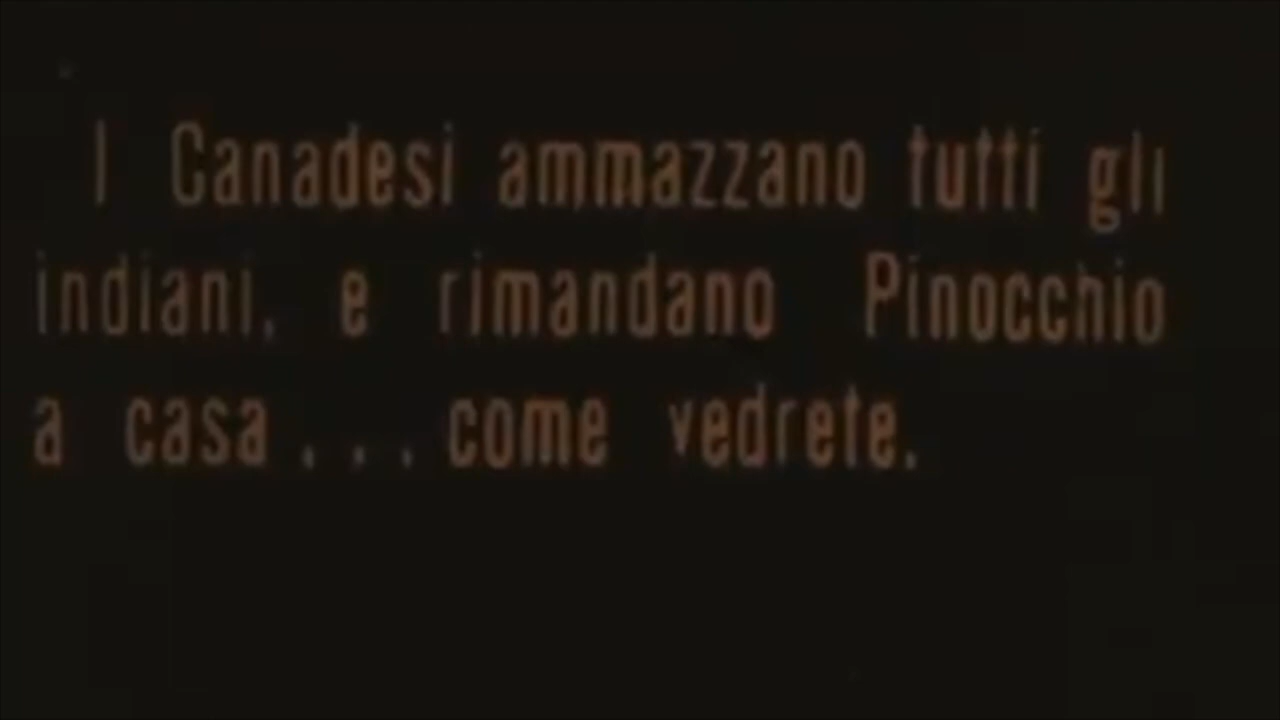 I Canadesi ammazzano tutti gli
indiani, e rimandano Pinocchio
a casa... come vedrete.